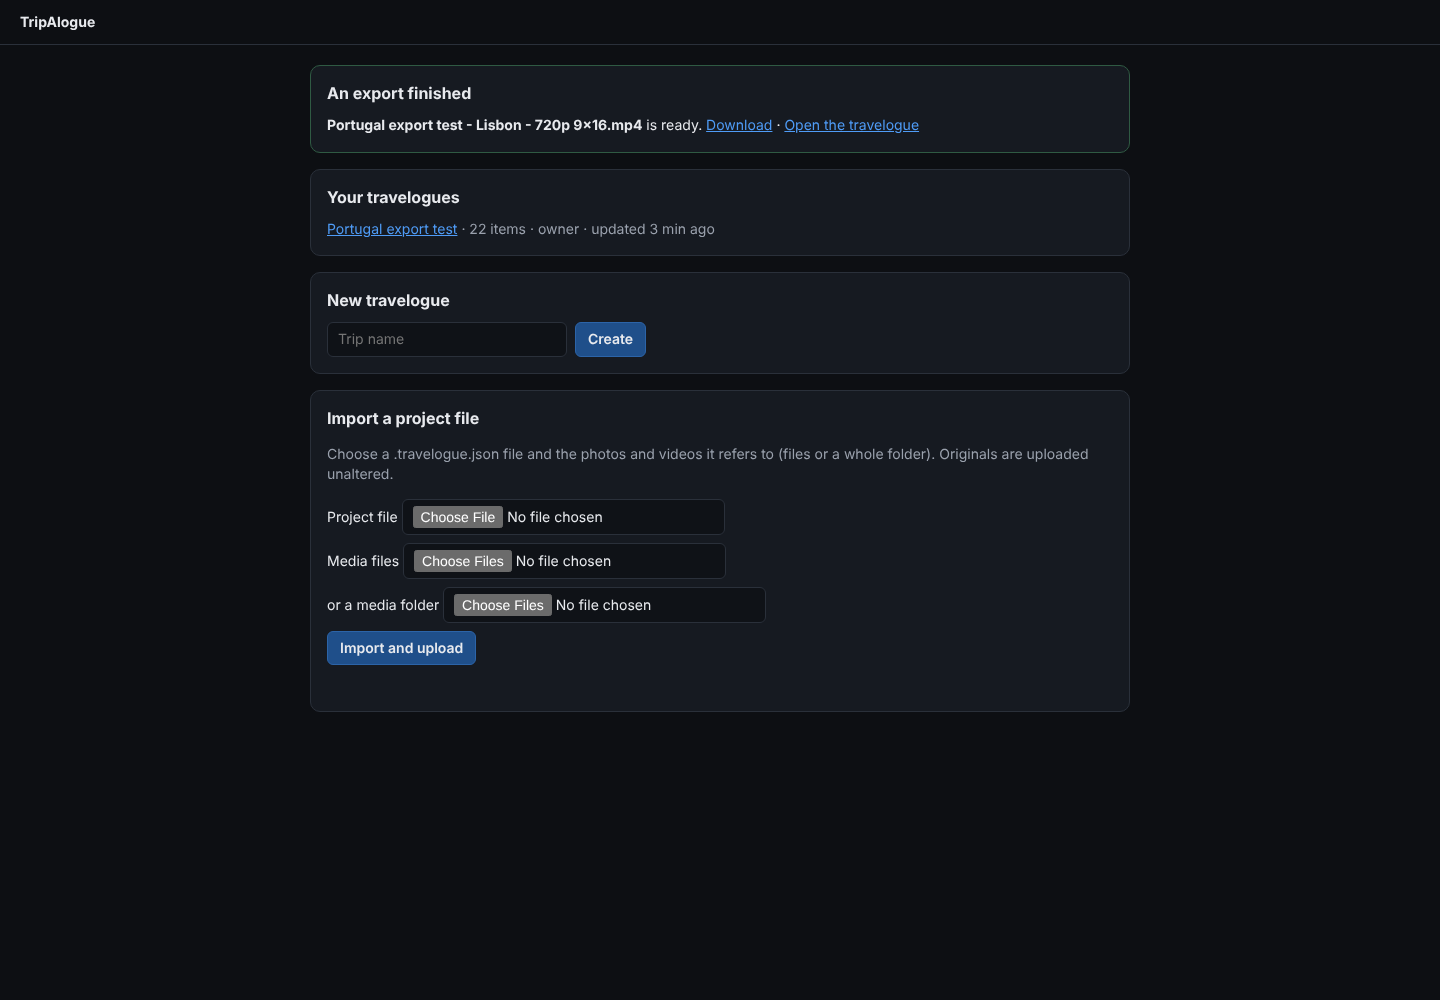 TripAlogue
An export finished
Portugal export test - Lisbon - 720p 9×16.mp4 is ready. Download · Open the travelogue
Your travelogues
Portugal export test · 22 items · owner · updated 3 min ago
New travelogue
Trip name Create
Import a project file
Choose a .travelogue.json file and the photos and videos it refers to (files or a whole folder). Originals are uploaded
unaltered.
Project file Choose File No file chosen
Media files Choose Files No file chosen
or a media folder Choose Files No file chosen
Import and upload